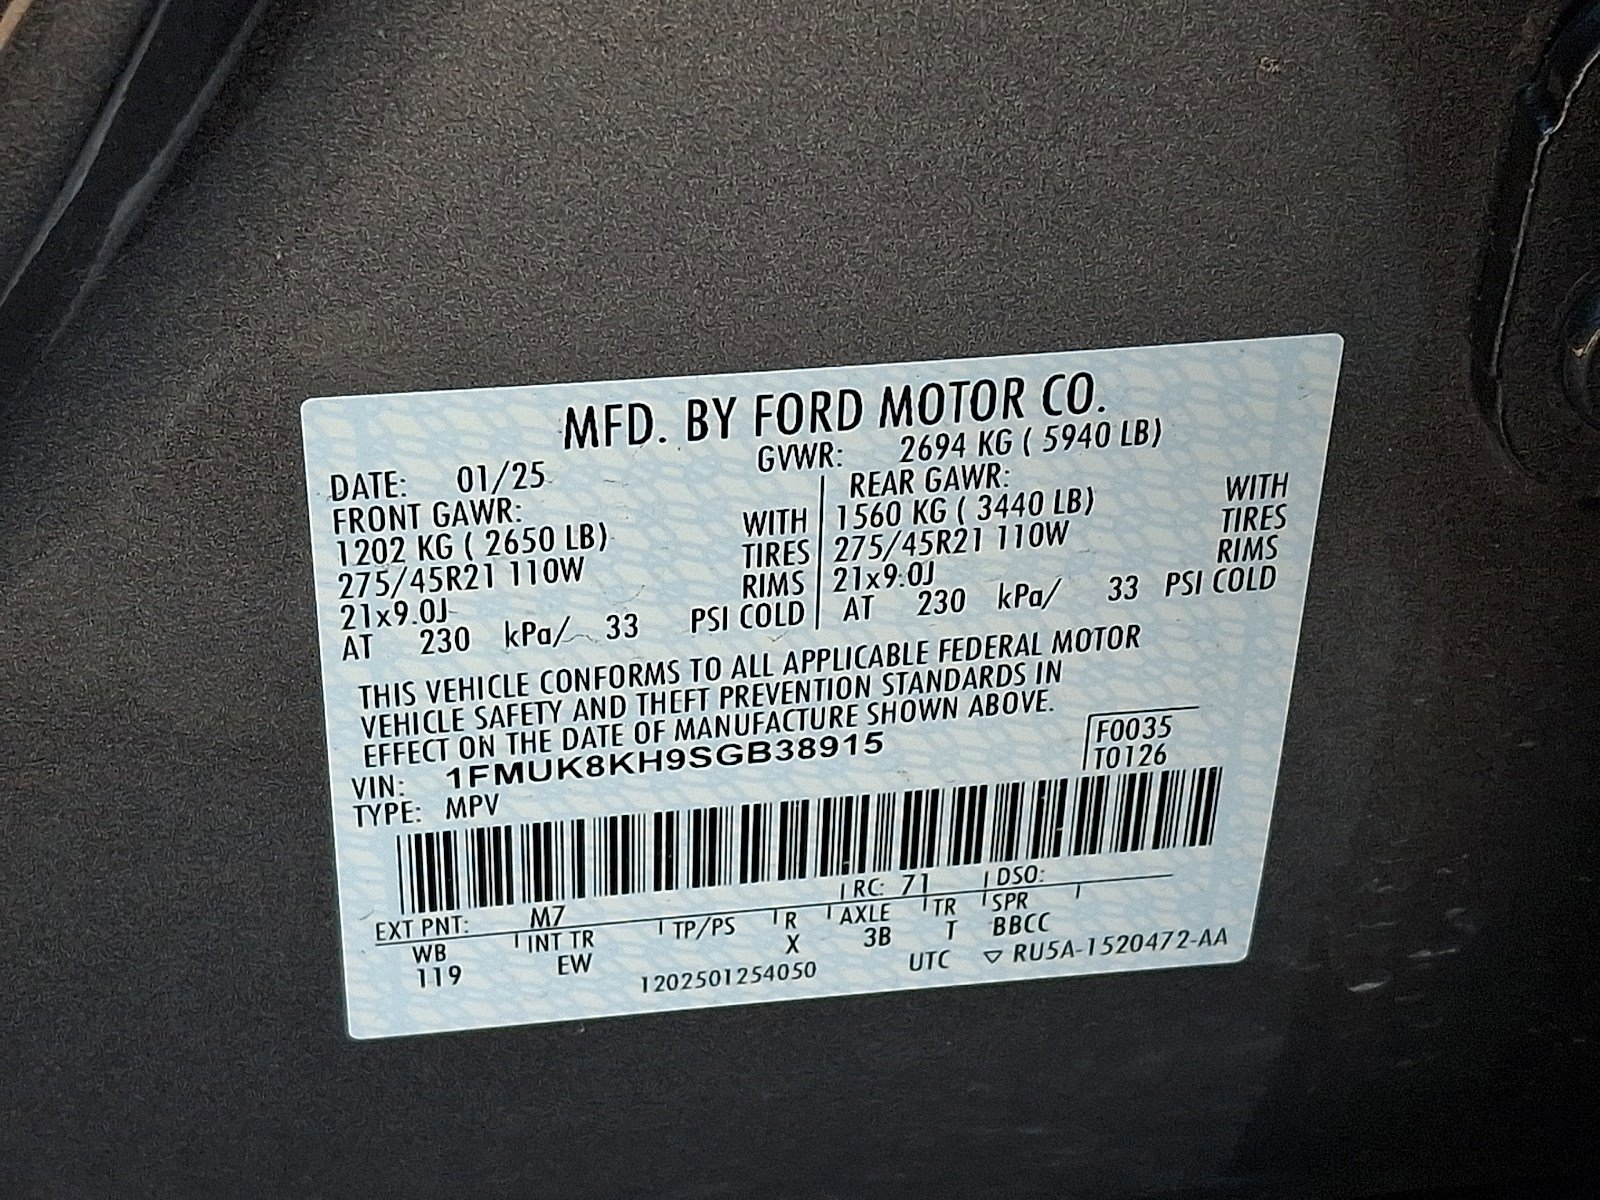 MFD. BY FORD MOTOR CO.
DATE: 01/25 GVWR: 2694 KG ( 5940 LB)
FRONT GAWR: REAR GAWR:
1202 KG ( 2650 LB) WITH 1560 KG ( 3440 LB) WITH
275/45R21 110W TIRES 275/45R21 110W TIRES
21x9.0J RIMS 21x9.0J RIMS
AT 230 kPa/ 33 PSI COLD AT 230 kPa/ 33 PSI COLD
THIS VEHICLE CONFORMS TO ALL APPLICABLE FEDERAL MOTOR
VEHICLE SAFETY AND THEFT PREVENTION STANDARDS IN
EFFECT ON THE DATE OF MANUFACTURE SHOWN ABOVE.
VIN: 1FMUK8KH9SGB38915 F0035
TYPE: MPV T0126
EXT PNT: M7 RC: 71 DSO:
WB INT TR TP/PS R AXLE TR SPR
119 EW X 3B T BBCC
1202501254050 UTC ▽ RU5A-1520472-AA